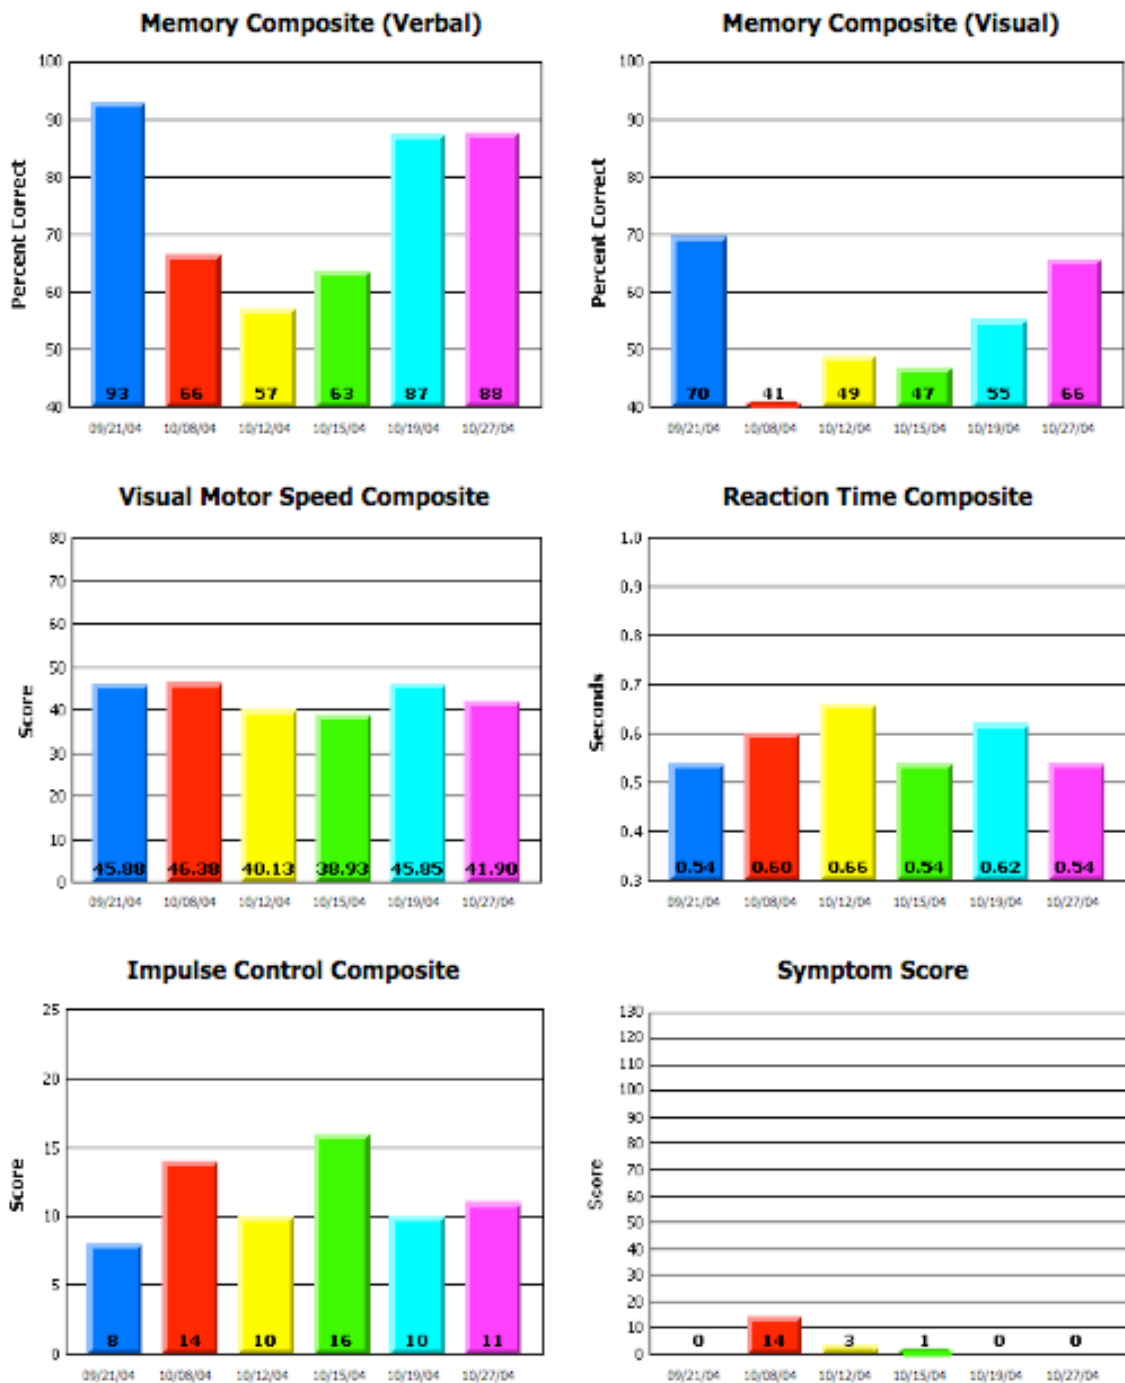 Memory Composite (Verbal)
Percent Correct
100
90
80
70
60
50
40
93 66 57 63 87 88
09/21/04 10/08/04 10/12/04 10/15/04 10/19/04 10/27/04
Memory Composite (Visual)
Percent Correct
100
90
80
70
60
50
40
70 41 49 47 55 66
09/21/04 10/08/04 10/12/04 10/15/04 10/19/04 10/27/04
Visual Motor Speed Composite
Score
80
70
60
50
40
30
20
10
0
45.88 46.38 40.13 38.93 45.85 41.90
09/21/04 10/08/04 10/12/04 10/15/04 10/19/04 10/27/04
Reaction Time Composite
Seconds
1.0
0.9
0.8
0.7
0.6
0.5
0.4
0.3
0.54 0.60 0.66 0.54 0.62 0.54
09/21/04 10/08/04 10/12/04 10/15/04 10/19/04 10/27/04
Impulse Control Composite
Score
25
20
15
10
5
0
8 14 10 16 10 11
09/21/04 10/08/04 10/12/04 10/15/04 10/19/04 10/27/04
Symptom Score
Score
130
120
110
100
90
80
70
60
50
40
30
20
10
0
0 14 3 1 0 0
09/21/04 10/08/04 10/12/04 10/15/04 10/19/04 10/27/04